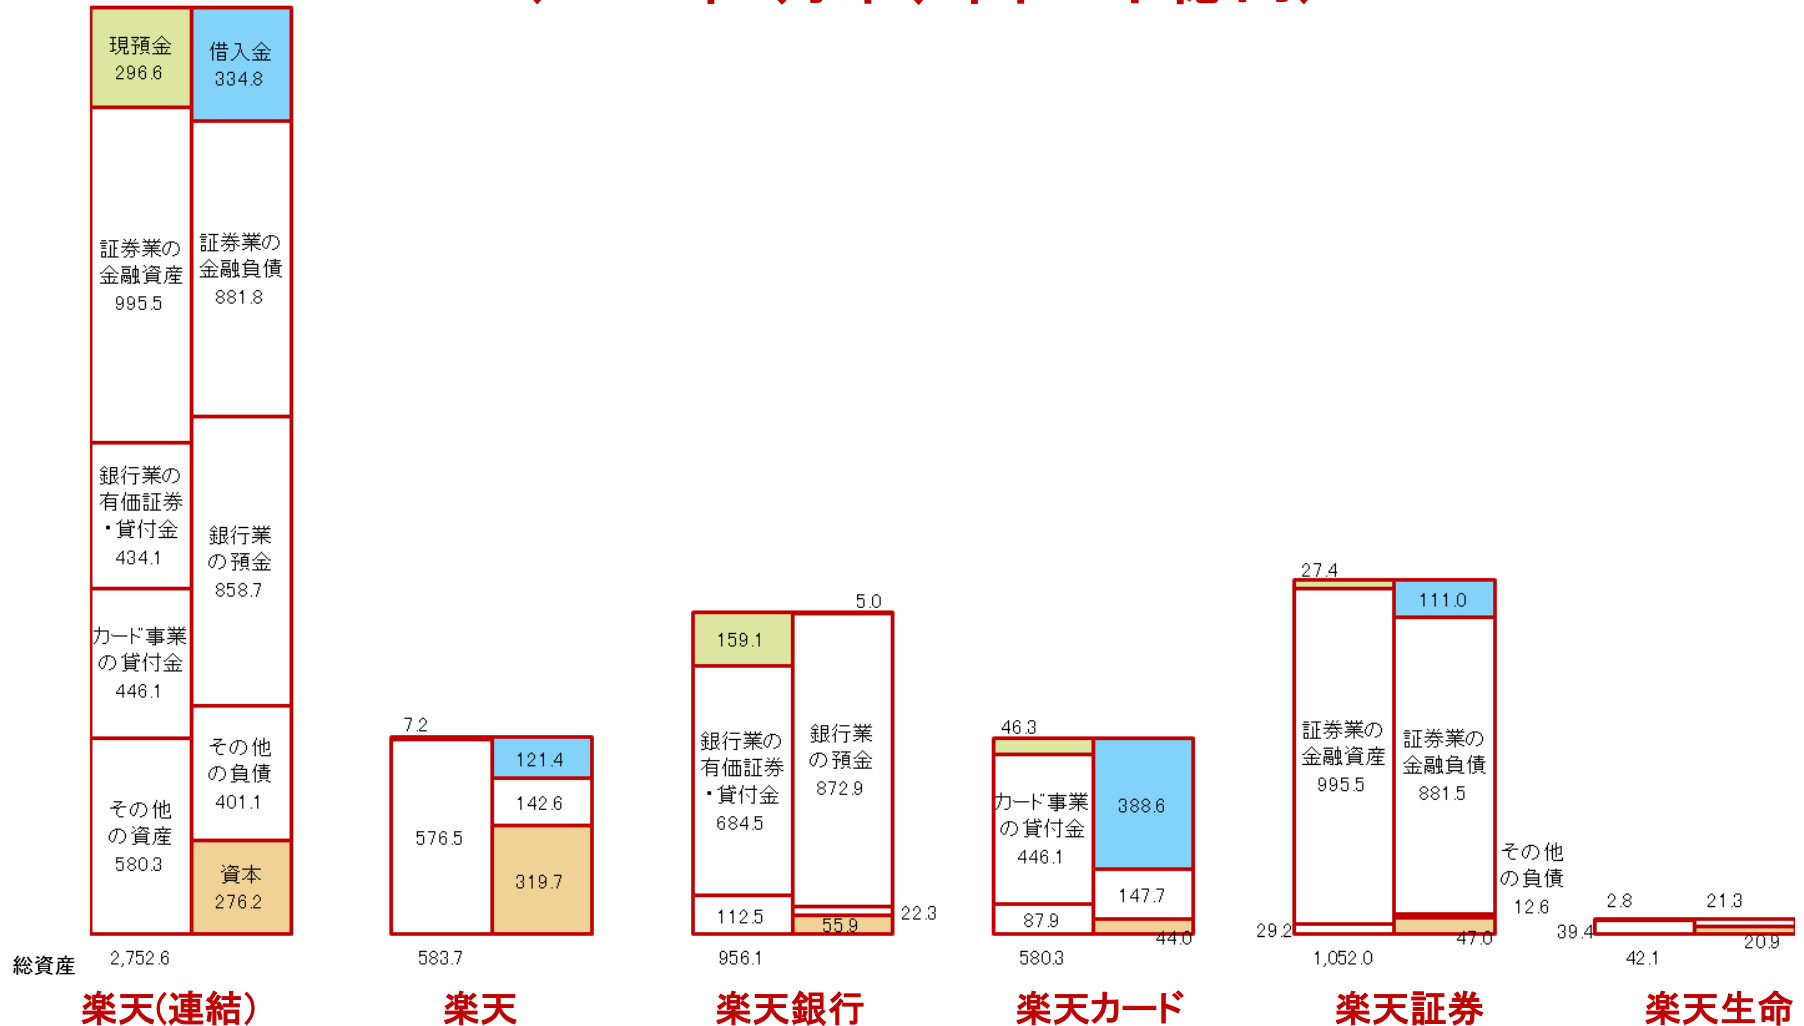 現預金
296.6
借入金
334.8
証券業の
金融資産
995.5
証券業の
金融負債
881.8
銀行業の
有価証券
・貸付金
434.1
銀行業
の預金
858.7
カード事業
の貸付金
446.1
その他
の負債
401.1
その他
の資産
580.3
資本
276.2
7.2
121.4
142.6
576.5
319.7
5.0
159.1
銀行業の
有価証券
・貸付金
684.5
銀行業
の預金
872.9
112.5
22.3
55.9
46.3
388.6
カード事業
の貸付金
446.1
147.7
87.9
44.0
27.4
111.0
証券業の
金融資産
995.5
証券業の
金融負債
881.5
その他
の負債
12.6
29.2
47.0
2.8
21.3
39.4
20.9
総資産
2,752.6
583.7
956.1
580.3
1,052.0
42.1
楽天(連結)
楽天
楽天銀行
楽天カード
楽天証券
楽天生命